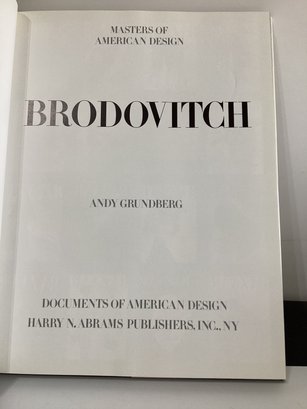 MASTERS OF
AMERICAN DESIGN
BRODOVITCH
ANDY GRUNDBERG
DOCUMENTS OF AMERICAN DESIGN
HARRY N. ABRAMS PUBLISHERS, INC., NY